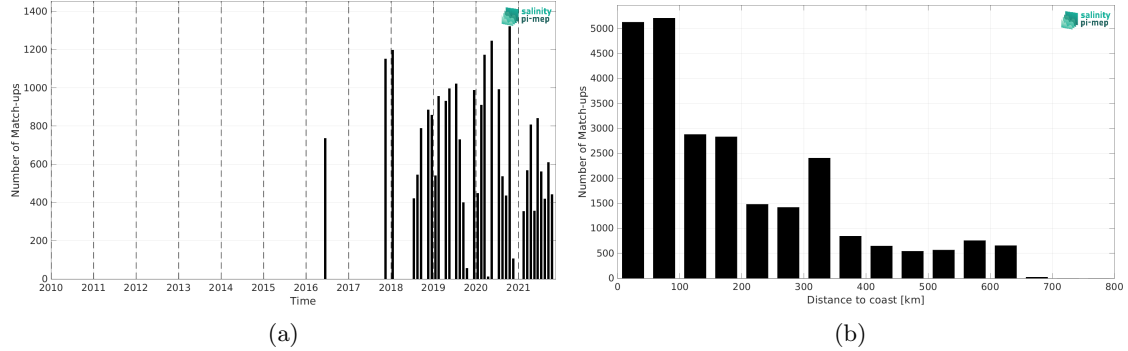 1400
1200
1000
800
600
400
200
0
Number of Match-ups
2010 2011 2012 2013 2014 2015 2016 2017 2018 2019 2020 2021
Time
salinity
pi-mep
(a)
5000
4500
4000
3500
3000
2500
2000
1500
1000
500
0
Number of Match-ups
0 100 200 300 400 500 600 700 800
Distance to coast [km]
salinity
pi-mep
(b)